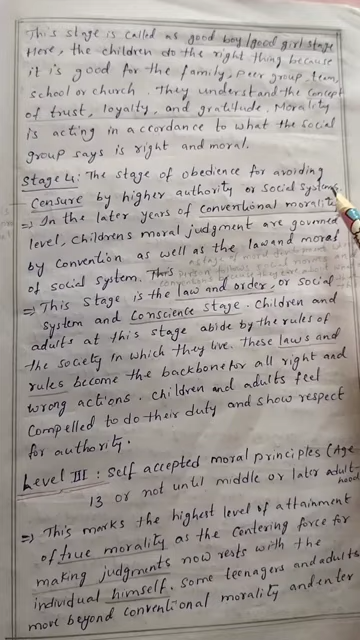 This stage is called as good boy/good girl stage
Here, the children do the right thing because
it is good for the family, peer group, team,
school or church. They understand the concept
of trust, loyalty, and gratitude. Morality
is acting in accordance to what the social
group says is right and moral.
Stage 4: The stage of obedience for avoiding
censure by higher authority or social systems.
⇒ In the later years of conventional morality
level, Childrens moral judgment are governed
by convention as well as the law and mores
of social system. This
⇒ This stage is the law and order, or social
system and conscience stage. Children and
adults at this stage abide by the rules of
the society in which they live. These laws and
rules become the backbone for all right and
wrong actions. Children and adults feel
compelled to do their duty and show respect
for authority.
Level III: Self accepted moral principles (Age
13 or not until middle or later adult-
hood
⇒ This marks the highest level of attainment
of true morality as the centering force for
making judgments now rests with the
individual himself. Some teenagers and adults
move beyond conventional morality and enter